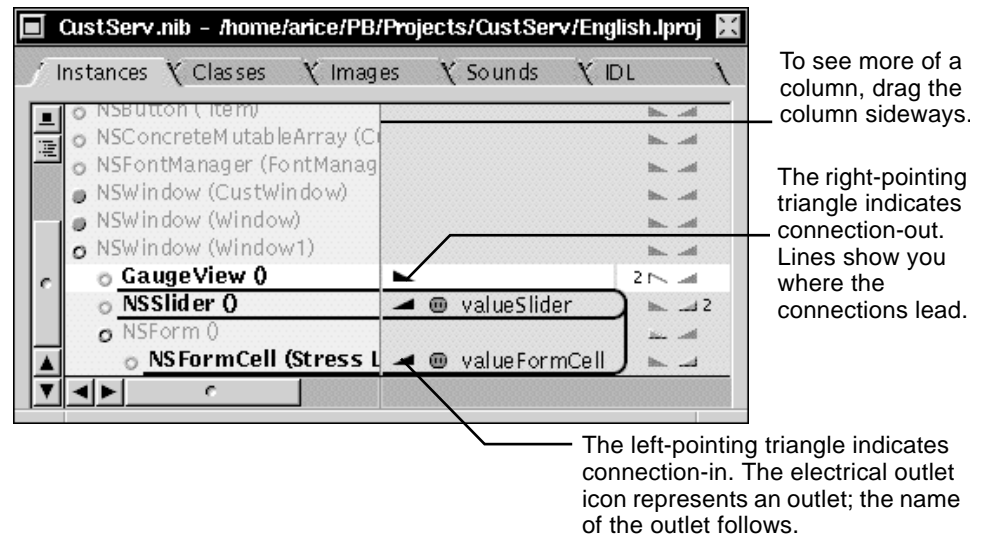 CustServ.nib – /home/arice/PB/Projects/CustServ/English.lproj
Instances Classes Images Sounds IDL
NSButton ( Item)
NSConcreteMutableArray (Cu
NSFontManager (FontManag
NSWindow (CustWindow)
NSWindow (Window)
NSWindow (Window1)
GaugeView () 2
NSSlider () valueSlider 2
NSForm ()
NSFormCell (Stress L valueFormCell
To see more of a
column, drag the
column sideways.
The right-pointing
triangle indicates
connection-out.
Lines show you
where the
connections lead.
The left-pointing triangle indicates
connection-in. The electrical outlet
icon represents an outlet; the name
of the outlet follows.